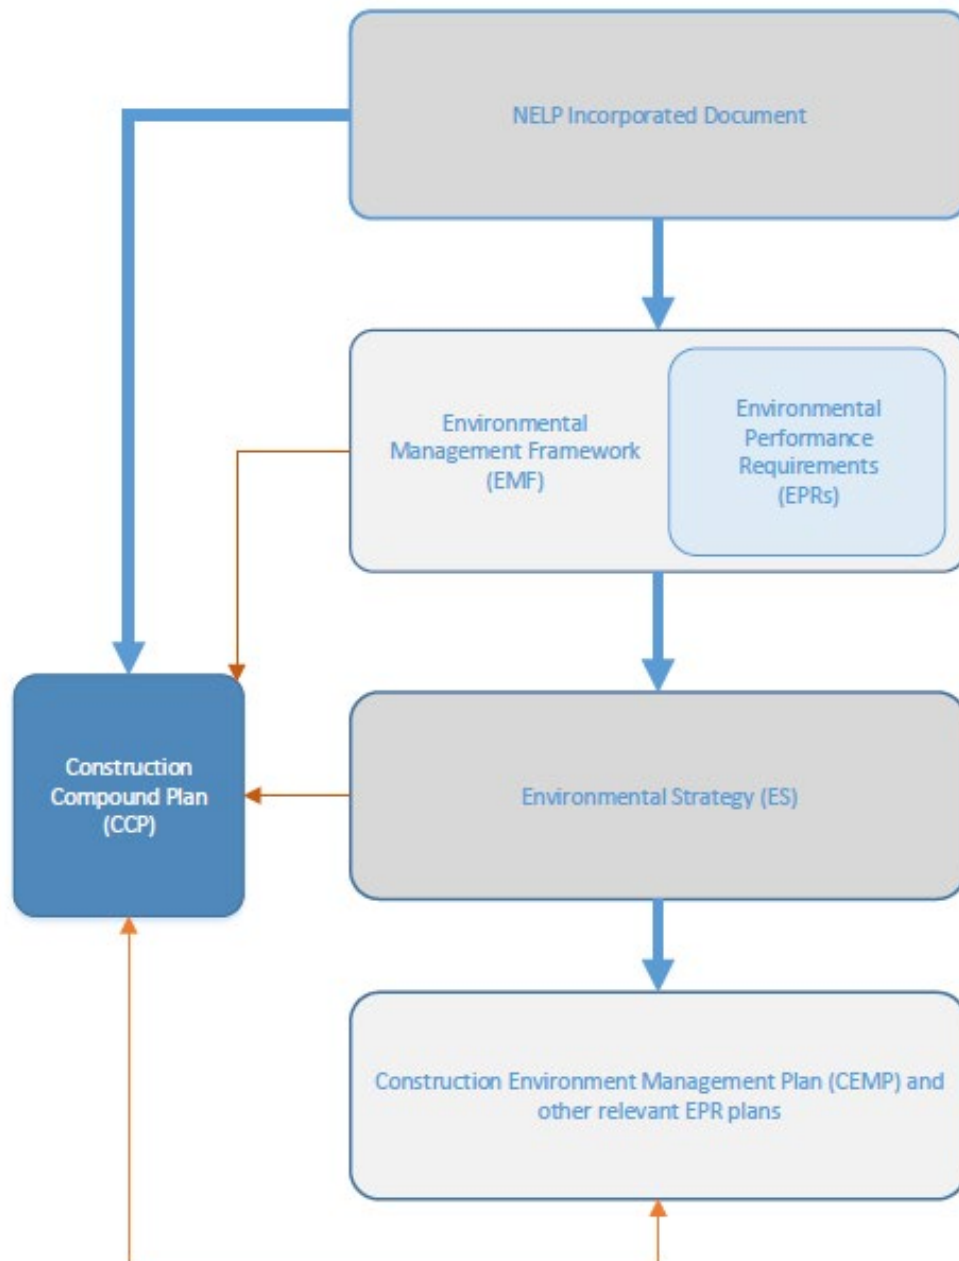 NELP Incorporated Document
Environmental
Management Framework
(EMF)
Environmental
Performance
Requirements
(EPRs)
Construction
Compound Plan
(CCP)
Environmental Strategy (ES)
Construction Environment Management Plan (CEMP) and
other relevant EPR plans